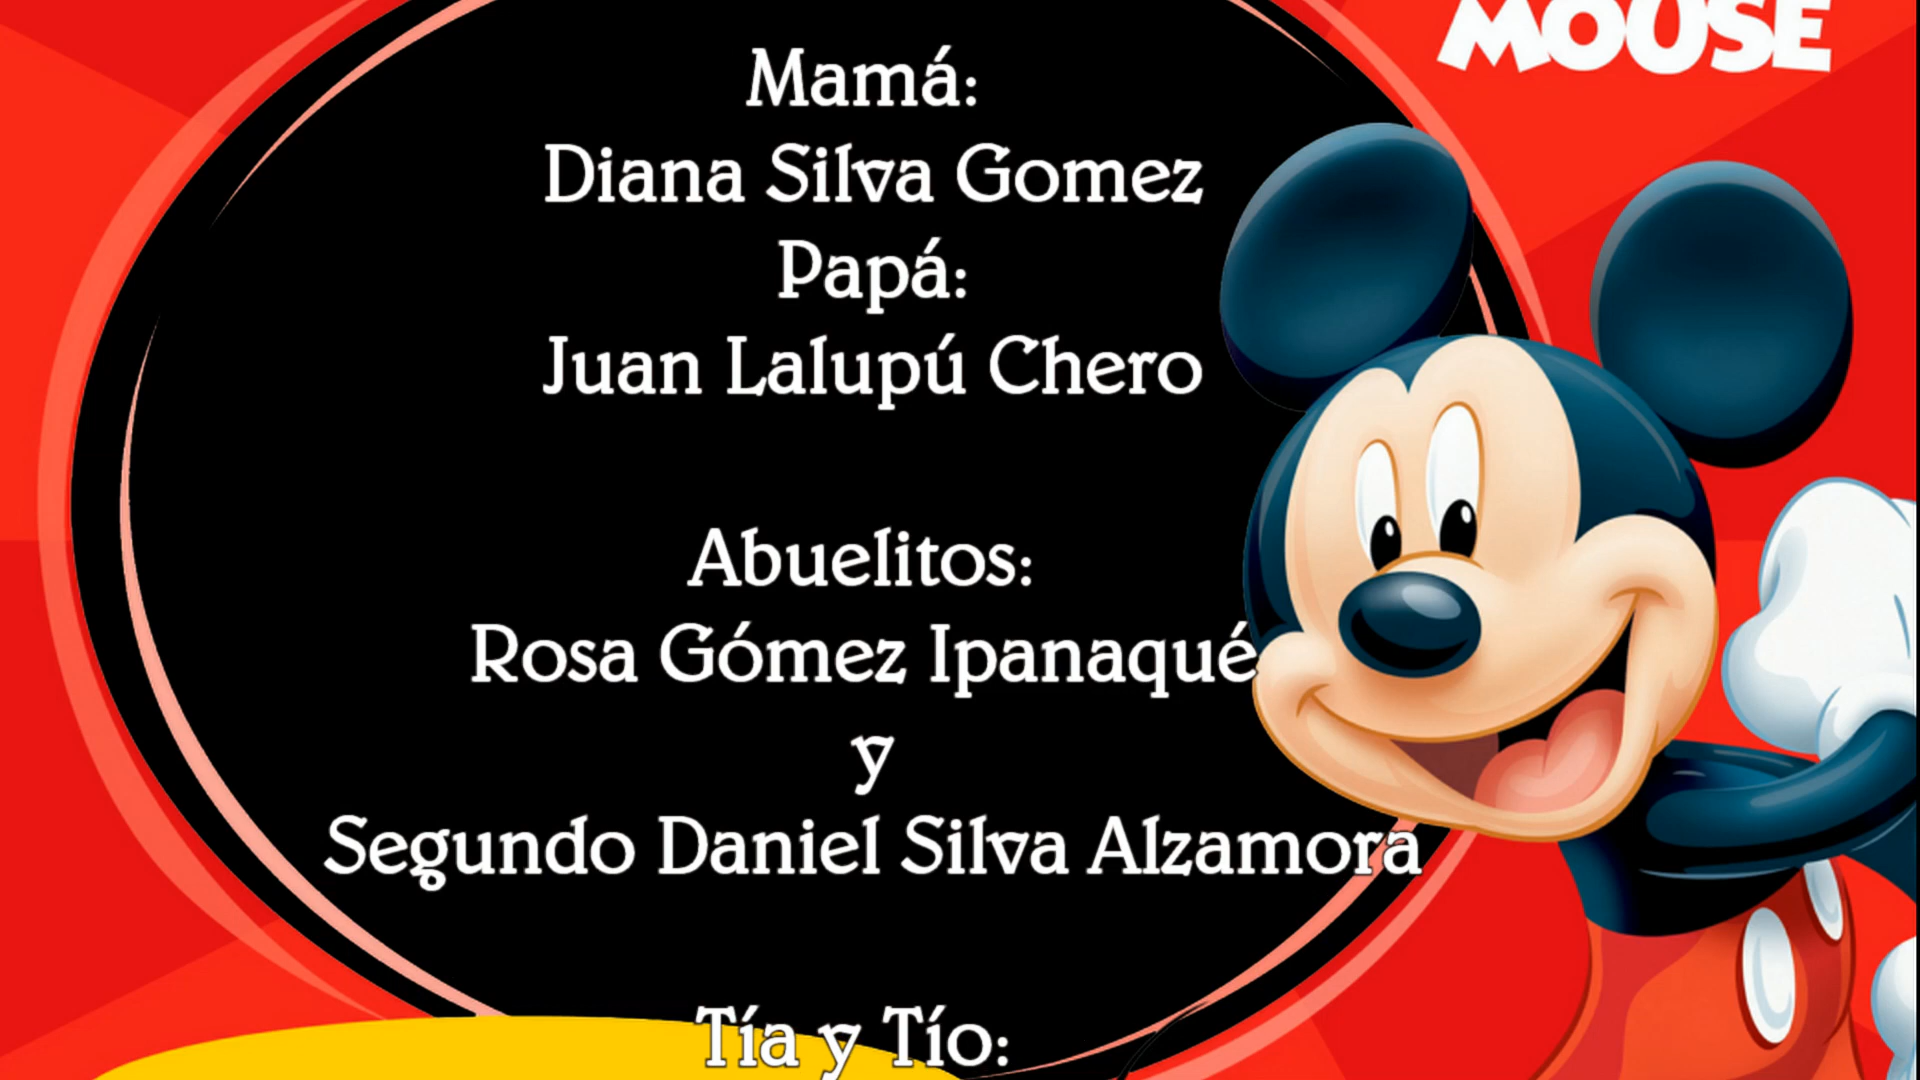 MOUSE
Mamá:
Diana Silva Gomez
Papá:
Juan Lalupú Chero
Abuelitos:
Rosa Gómez Ipanaqué
y
Segundo Daniel Silva Alzamora
Tía y Tío: